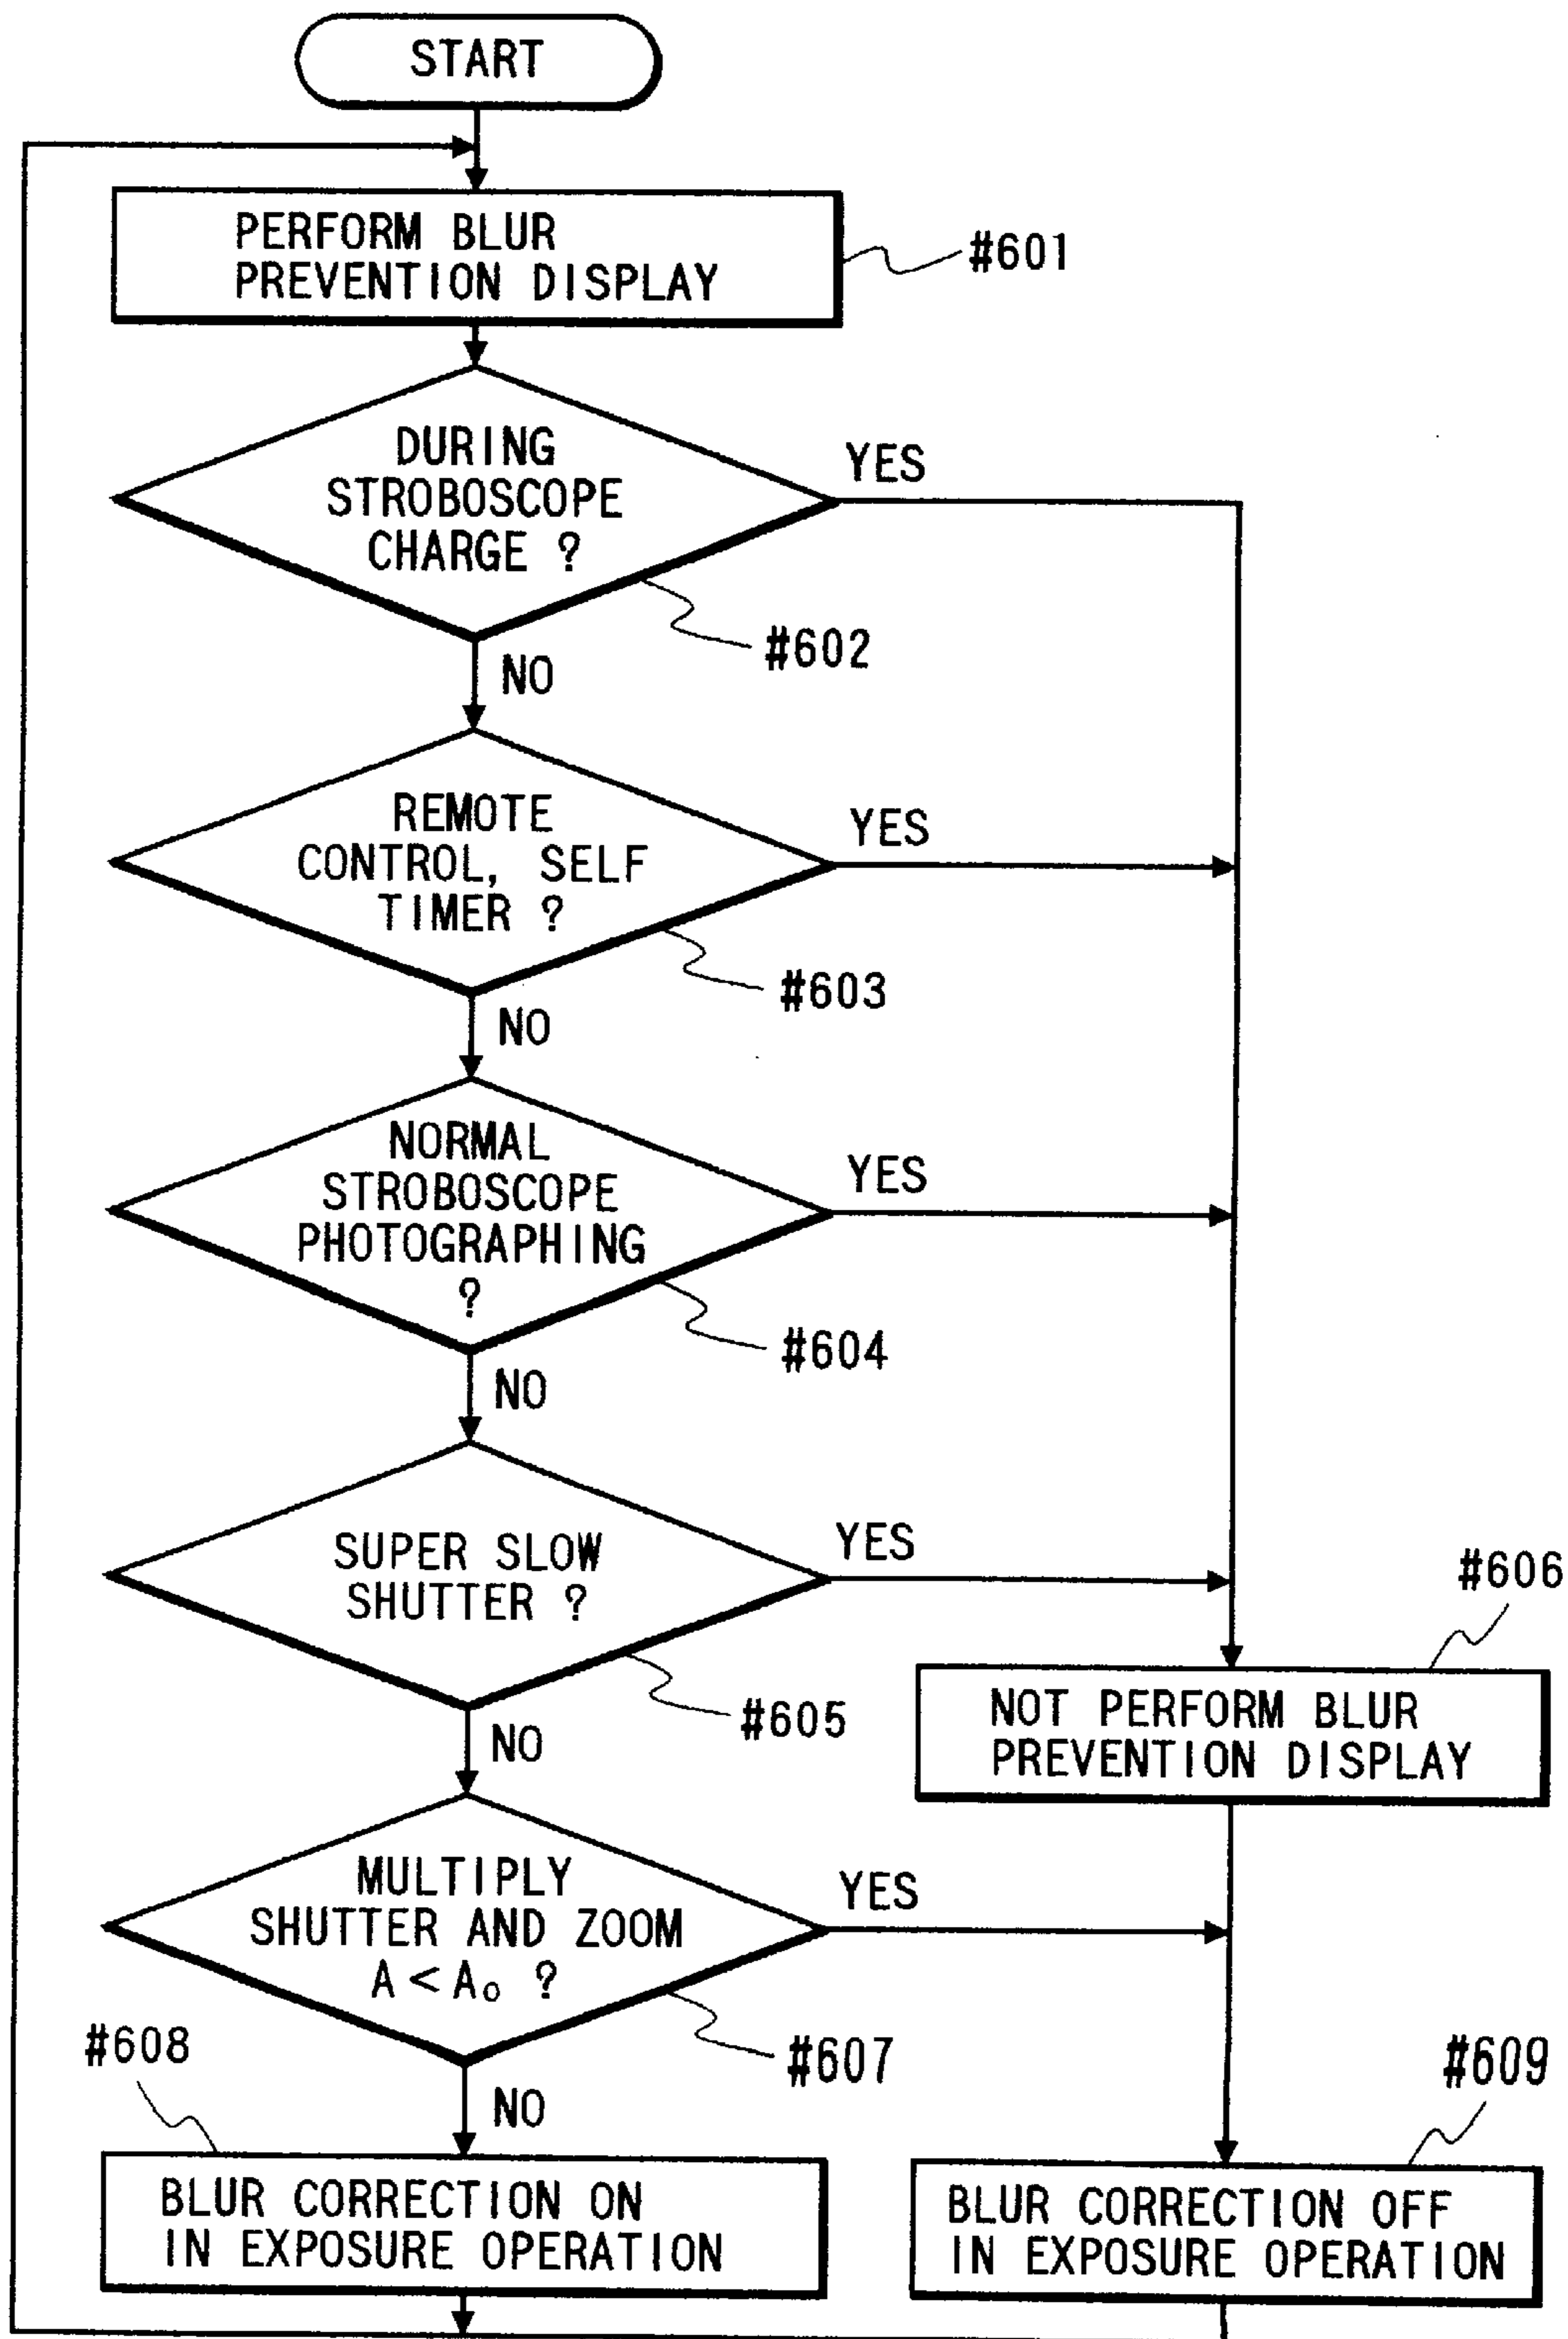 START
PERFORM BLUR
PREVENTION DISPLAY
#601
DURING
STROBOSCOPE
CHARGE ?
YES
#602
NO
REMOTE
CONTROL, SELF
TIMER ?
YES
#603
NO
NORMAL
STROBOSCOPE
PHOTOGRAPHING
?
YES
#604
NO
SUPER SLOW
SHUTTER ?
YES
#605
NO
#606
NOT PERFORM BLUR
PREVENTION DISPLAY
MULTIPLY
SHUTTER AND ZOOM
A < A₀ ?
YES
#607
NO
#608
BLUR CORRECTION ON
IN EXPOSURE OPERATION
#609
BLUR CORRECTION OFF
IN EXPOSURE OPERATION